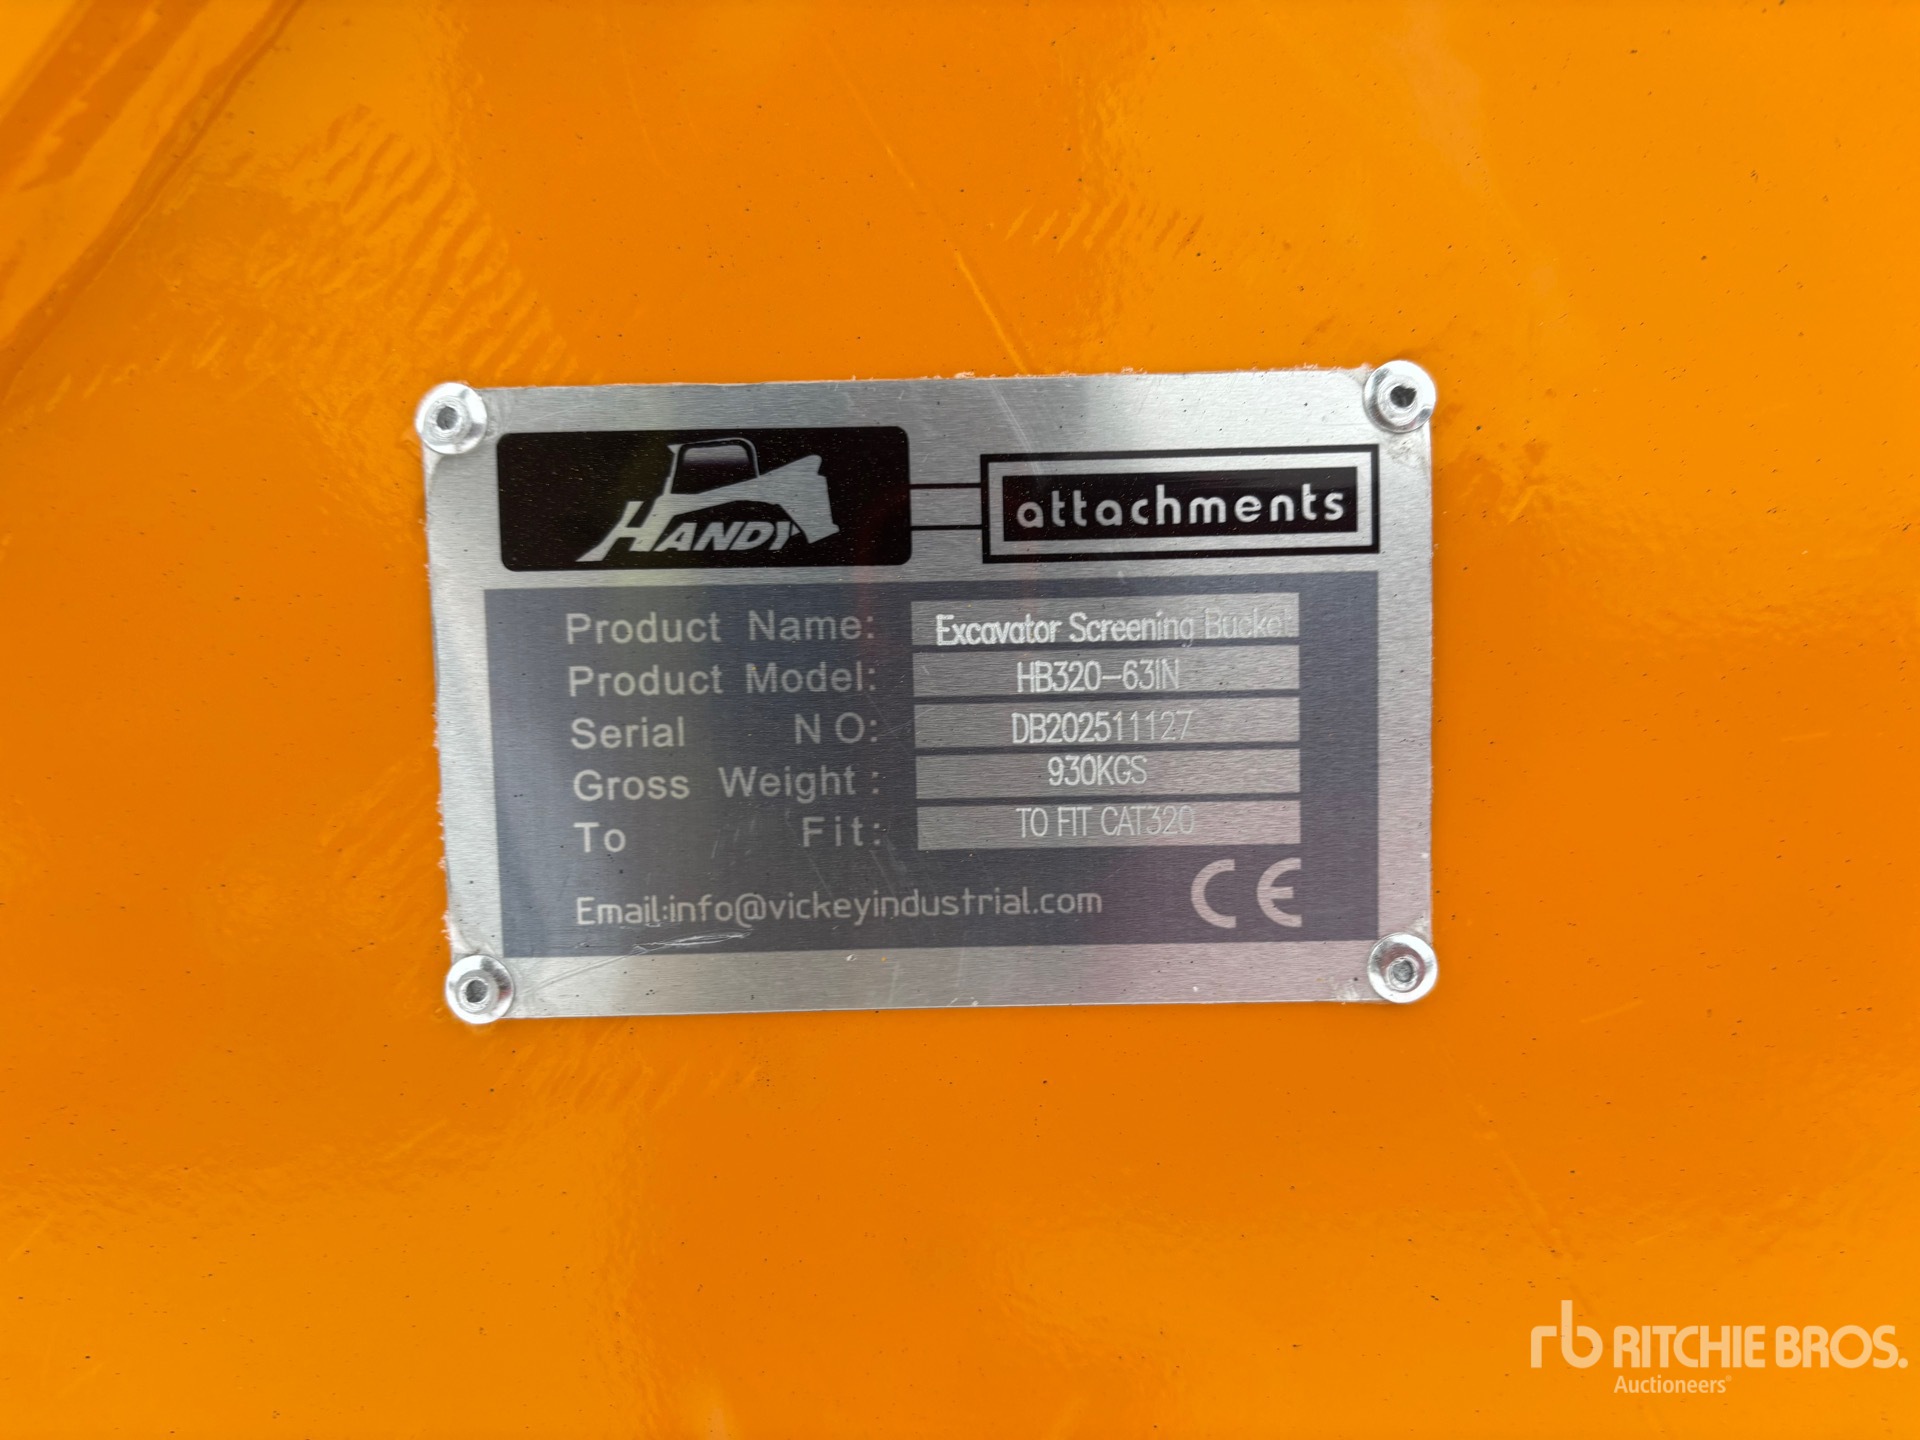 HANDY attachments
Product Name: Excavator Screening Bucket
Product Model: HB320-63IN
Serial NO: DB202511127
Gross Weight: 930KGS
To Fit: TO FIT CAT320
Email:info@vickeyindustrial.com CE
rb RITCHIE BROS.
Auctioneers